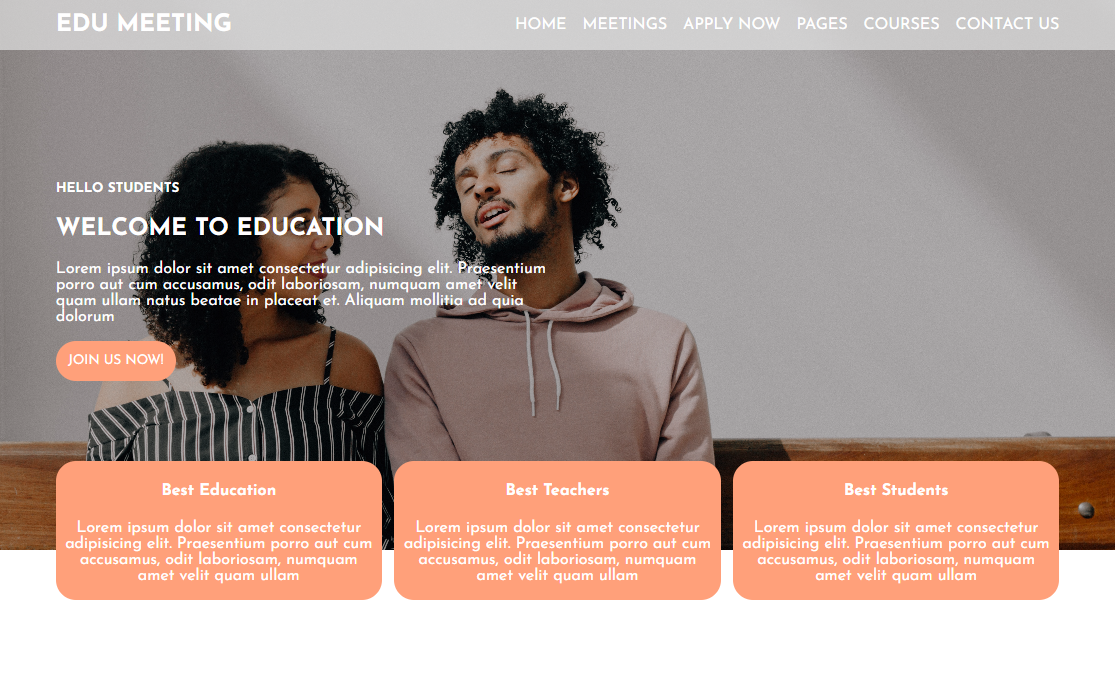 EDU MEETING
HOME MEETINGS APPLY NOW PAGES COURSES CONTACT US
HELLO STUDENTS
WELCOME TO EDUCATION
Lorem ipsum dolor sit amet consectetur adipisicing elit. Praesentium
porro aut cum accusamus, odit laboriosam, numquam amet velit
quam ullam natus beatae in placeat et. Aliquam mollitia ad quia
dolorum
JOIN US NOW!
Best Education
Lorem ipsum dolor sit amet consectetur
adipisicing elit. Praesentium porro aut cum
accusamus, odit laboriosam, numquam
amet velit quam ullam
Best Teachers
Lorem ipsum dolor sit amet consectetur
adipisicing elit. Praesentium porro aut cum
accusamus, odit laboriosam, numquam
amet velit quam ullam
Best Students
Lorem ipsum dolor sit amet consectetur
adipisicing elit. Praesentium porro aut cum
accusamus, odit laboriosam, numquam
amet velit quam ullam